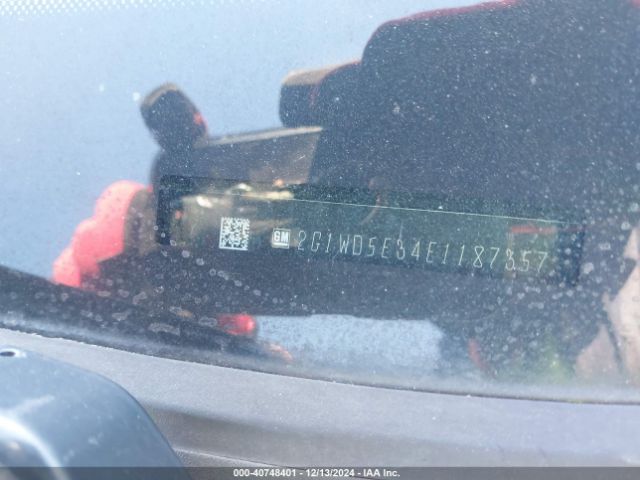 GM 2G1WD5E34E1187357
000-40748401 - 12/13/2024 - IAA Inc.